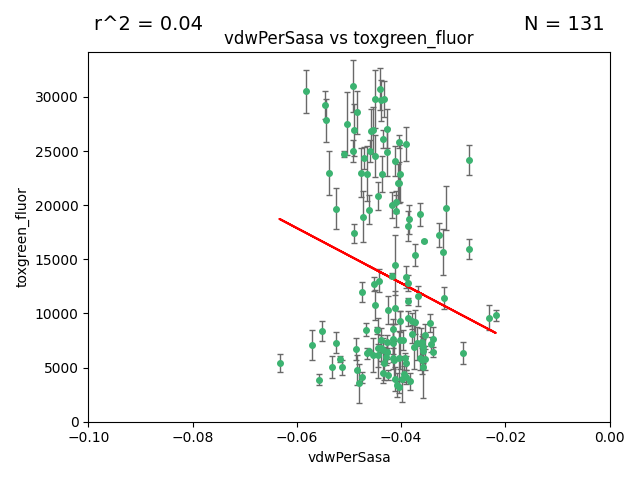 r^2 = 0.04
N = 131
vdwPerSasa vs toxgreen_fluor
toxgreen_fluor
30000
25000
20000
15000
10000
5000
0
−0.10
−0.08
−0.06
−0.04
−0.02
0.00
vdwPerSasa